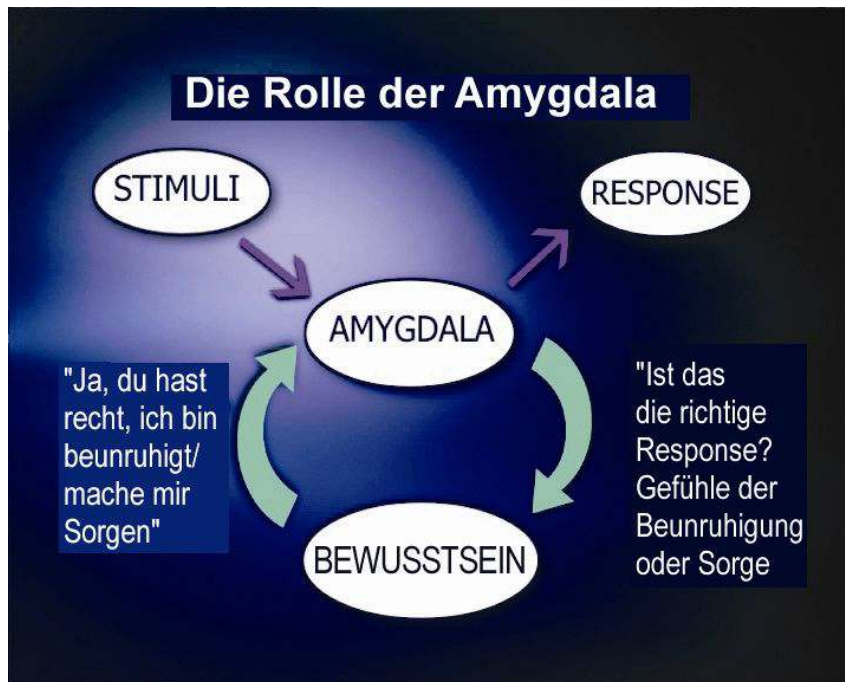 Die Rolle der Amygdala
STIMULI
RESPONSE
AMYGDALA
"Ja, du hast
recht, ich bin
beunruhigt/
mache mir
Sorgen"
"Ist das
die richtige
Response?
Gefühle der
Beunruhigung
oder Sorge
BEWUSSTSEIN